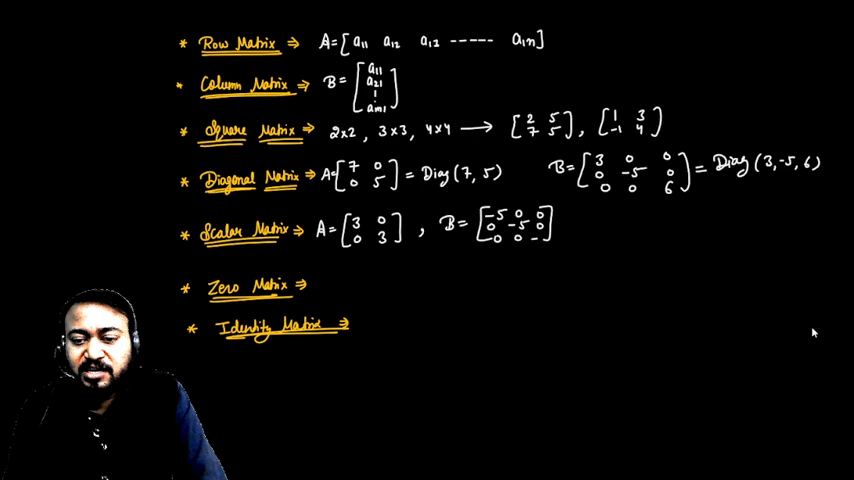 * Row Matrix ⇒ A=[a11 a12 a13 ----- a1n]
* Column Matrix ⇒ B=[a11 a21 ⋮ am1]
* Square Matrix ⇒ 2x2, 3x3, 4x4 → [2 5 7 5], [1 3 -1 4]
* Diagonal Matrix ⇒ A=[7 0 0 5] = Diag(7, 5) B=[3 0 0 0 -5 0 0 0 6] = Diag(3,-5,6)
* Scalar Matrix ⇒ A=[3 0 0 3], B=[-5 0 0 0 -5 0 0 0 -]
* Zero Matrix ⇒
* Identity Matrix ⇒